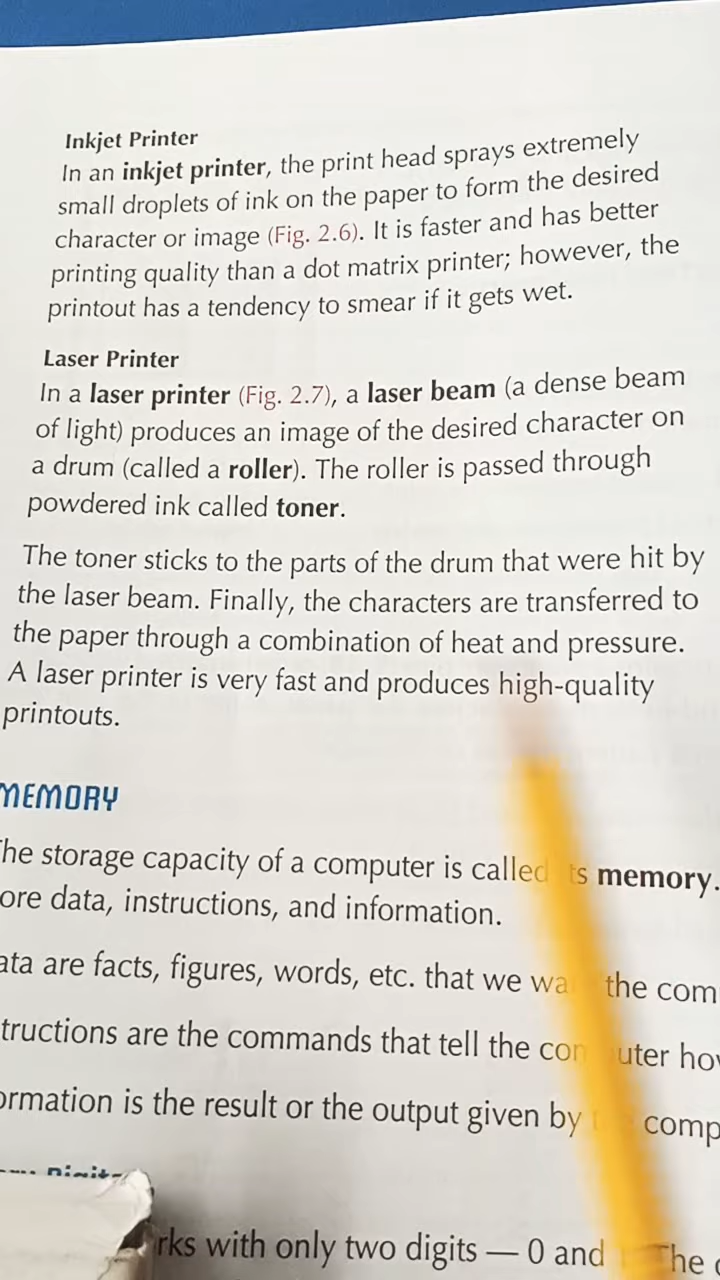 Inkjet Printer
In an inkjet printer, the print head sprays extremely
small droplets of ink on the paper to form the desired
character or image (Fig. 2.6). It is faster and has better
printing quality than a dot matrix printer; however, the
printout has a tendency to smear if it gets wet.
Laser Printer
In a laser printer (Fig. 2.7), a laser beam (a dense beam
of light) produces an image of the desired character on
a drum (called a roller). The roller is passed through
powdered ink called toner.
The toner sticks to the parts of the drum that were hit by
the laser beam. Finally, the characters are transferred to
the paper through a combination of heat and pressure.
A laser printer is very fast and produces high-quality
printouts.
MEMORY
he storage capacity of a computer is called memory.
ore data, instructions, and information.
ata are facts, figures, words, etc. that we the com
tructions are the commands that tell the how
ormation is the result or the output given by comp
rks with only two digits — 0 and The